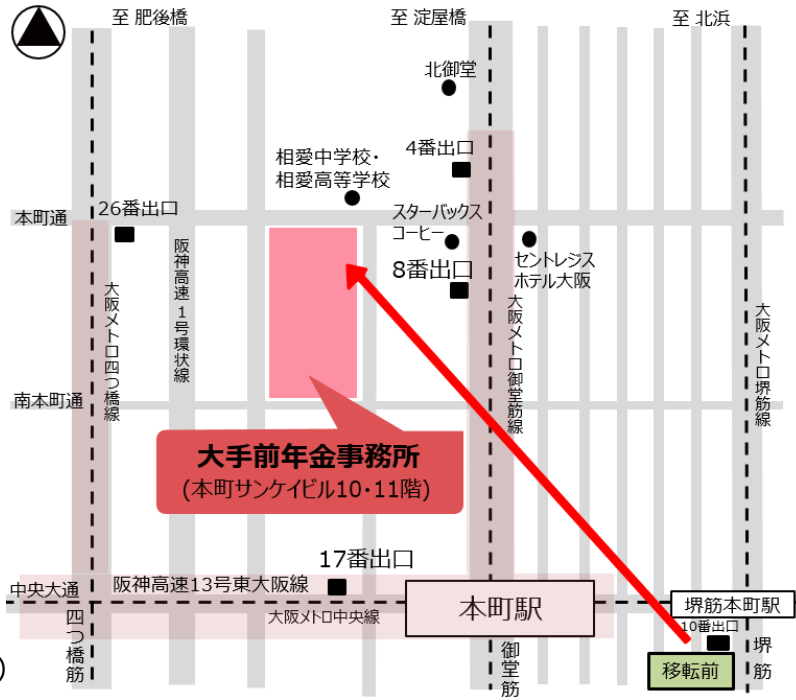 至 肥後橋
至 淀屋橋
至 北浜
北御堂
4番出口
相愛中学校・
相愛高等学校
本町通
26番出口
スターバックス
コーヒー
セントレジス
ホテル大阪
8番出口
阪神高速1号環状線
大阪メトロ四つ橋線
大阪メトロ御堂筋線
大阪メトロ堺筋線
南本町通
大手前年金事務所
(本町サンケイビル10・11階)
17番出口
中央大通
阪神高速13号東大阪線
大阪メトロ中央線
本町駅
堺筋本町駅
10番出口
四つ橋筋
御堂筋
移転前
堺筋
)